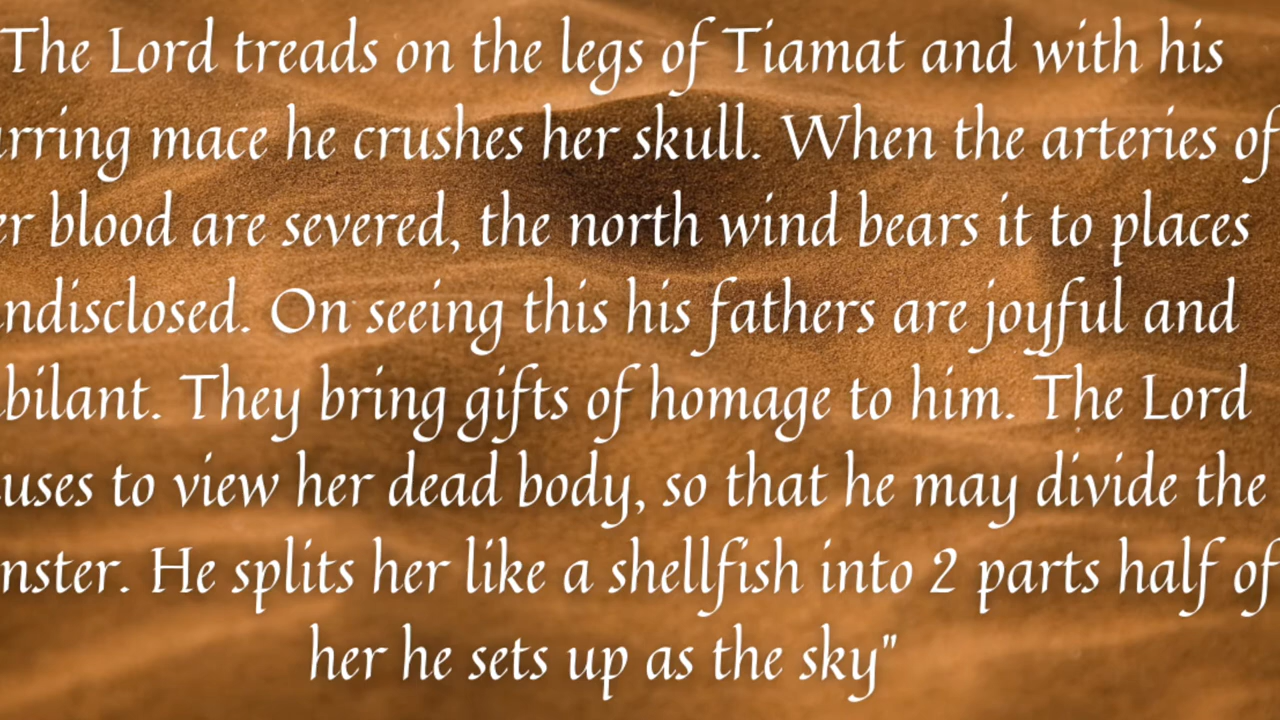 The Lord treads on the legs of Tiamat and with his
rring mace he crushes her skull. When the arteries of
er blood are severed, the north wind bears it to places
ndisclosed. On seeing this his fathers are joyful and
bilant. They bring gifts of homage to him. The Lord
uses to view her dead body, so that he may divide the
nster. He splits her like a shellfish into 2 parts half of
her he sets up as the sky"